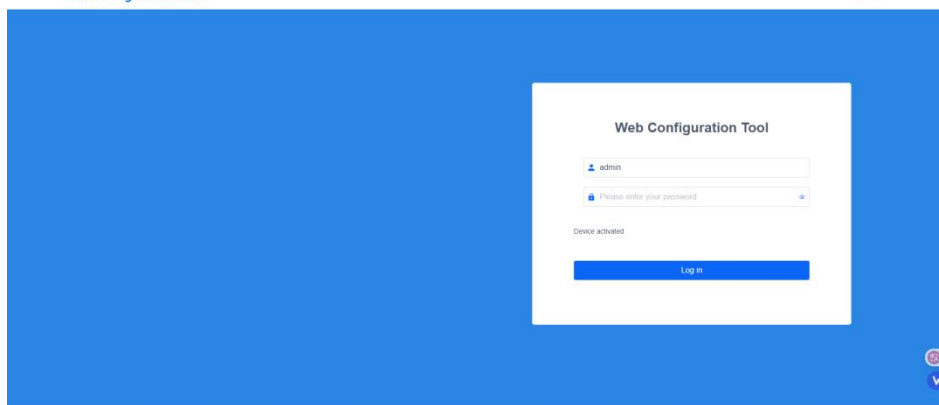 Web Configuration Tool
admin
Please enter your password
Device activated
Log in